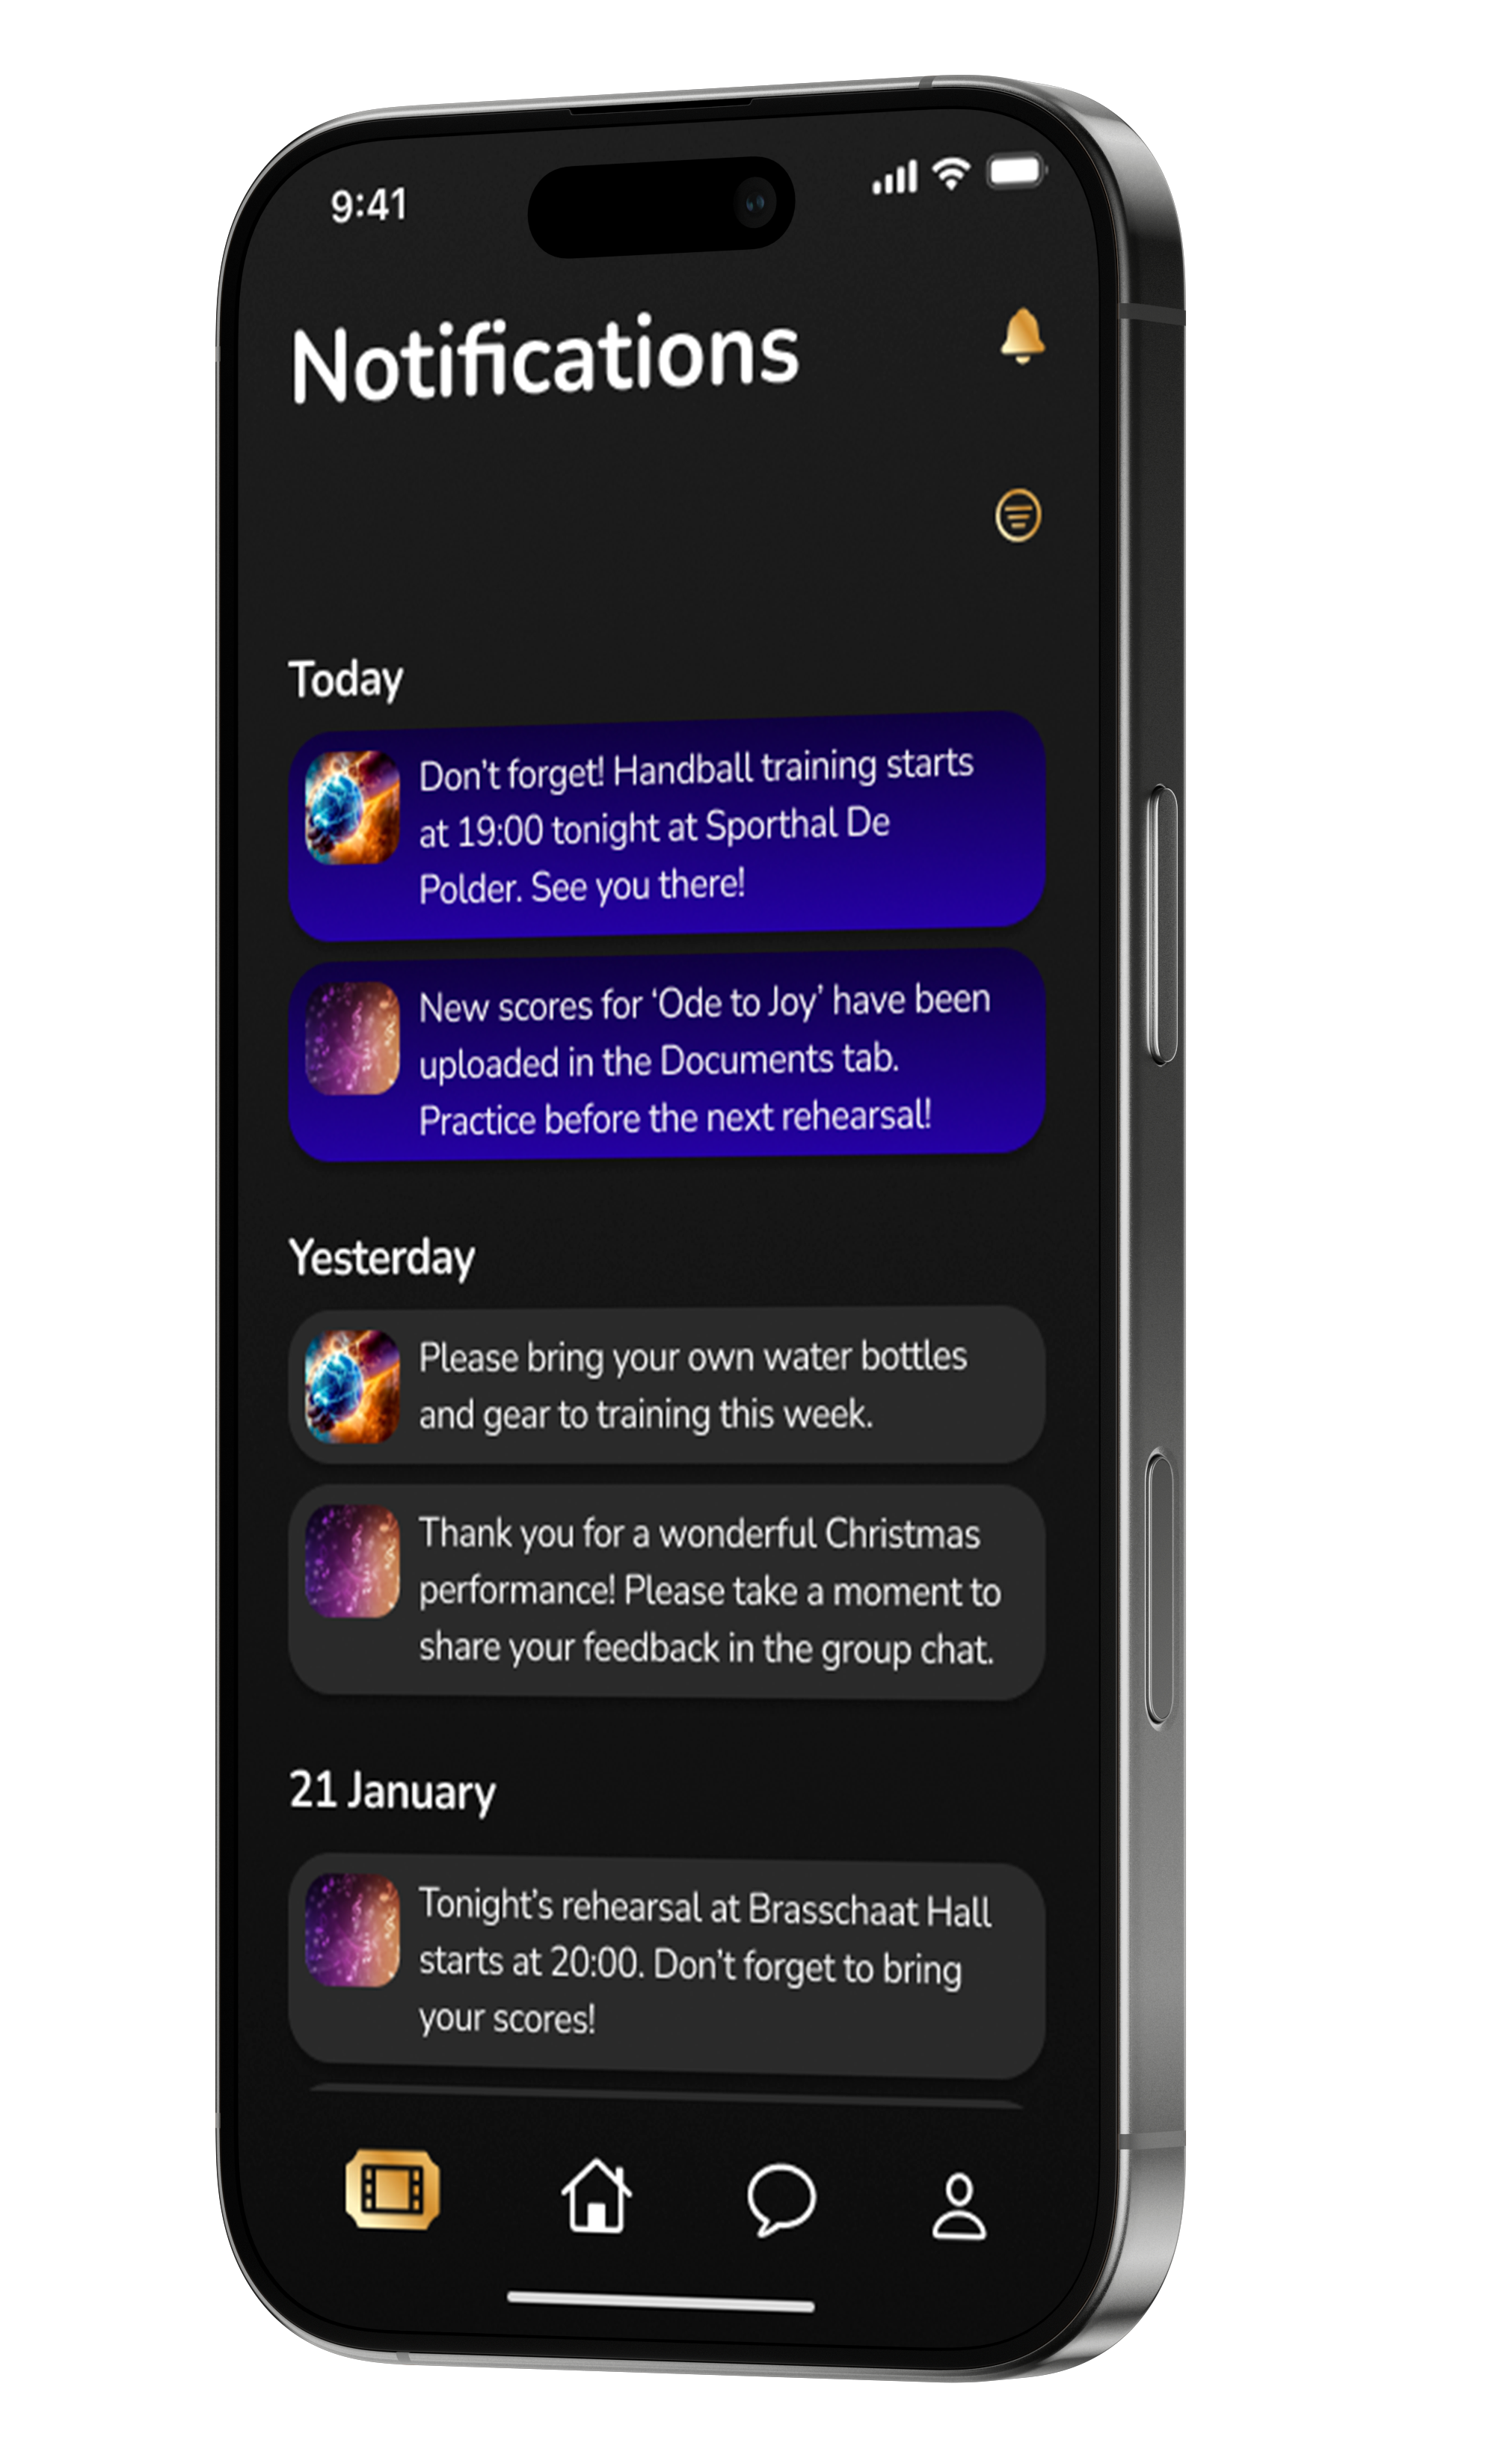 9:41
Notifications
Today
Don’t forget! Handball training starts
at 19:00 tonight at Sporthal De
Polder. See you there!
New scores for ‘Ode to Joy’ have been
uploaded in the Documents tab.
Practice before the next rehearsal!
Yesterday
Please bring your own water bottles
and gear to training this week.
Thank you for a wonderful Christmas
performance! Please take a moment to
share your feedback in the group chat.
21 January
Tonight’s rehearsal at Brasschaat Hall
starts at 20:00. Don’t forget to bring
your scores!